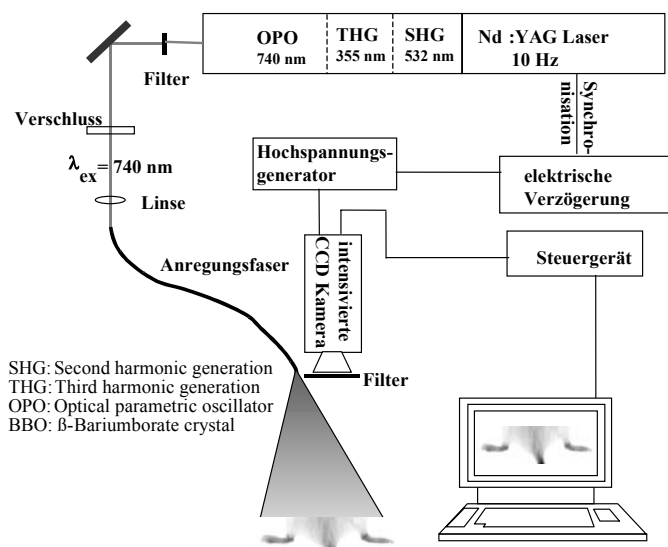 OPO
740 nm
THG
355 nm
SHG
532 nm
Nd :YAG Laser
10 Hz
Filter
Verschluss
λex= 740 nm
Linse
Anregungsfaser
Synchro-
nisation
Hochspannungs-
generator
elektrische
Verzögerung
intensivierte
CCD Kamera
Steuergerät
Filter
SHG: Second harmonic generation
THG: Third harmonic generation
OPO: Optical parametric oscillator
BBO: ß-Bariumborate crystal